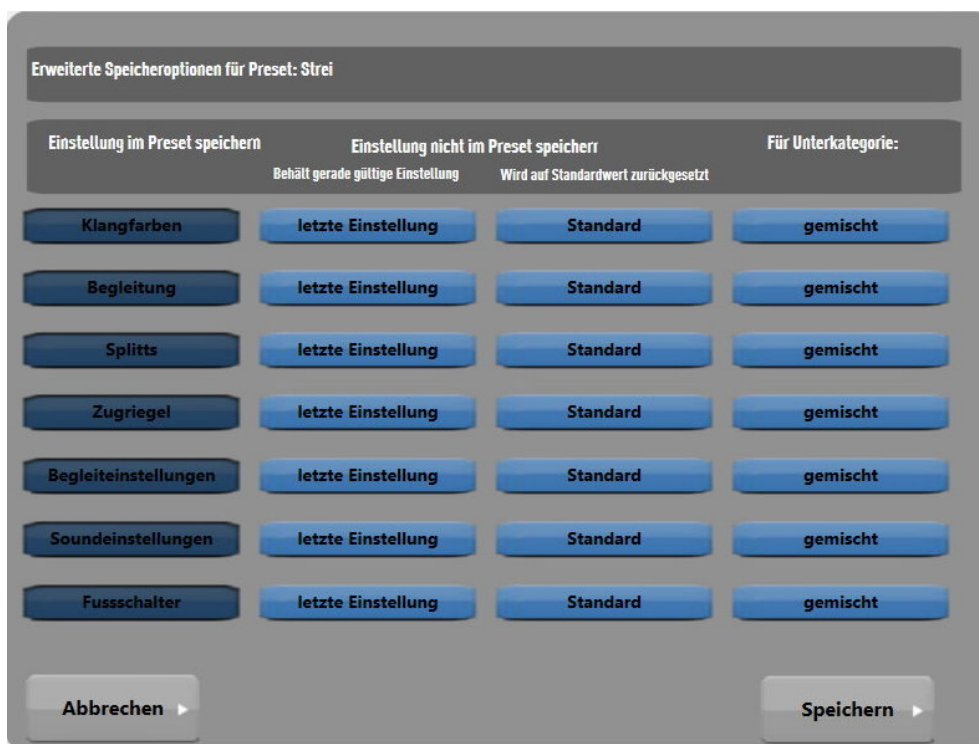 Erweiterte Speicheroptionen für Preset: Strei
Einstellung im Preset speichern Einstellung nicht im Preset speicherr Für Unterkategorie:
Behält gerade gültige Einstellung Wird auf Standardwert zurückgesetzt
Klangfarben letzte Einstellung Standard gemischt
Begleitung letzte Einstellung Standard gemischt
Splitts letzte Einstellung Standard gemischt
Zugriegel letzte Einstellung Standard gemischt
Begleiteinstellungen letzte Einstellung Standard gemischt
Soundeinstellungen letzte Einstellung Standard gemischt
Fussschalter letzte Einstellung Standard gemischt
Abbrechen Speichern